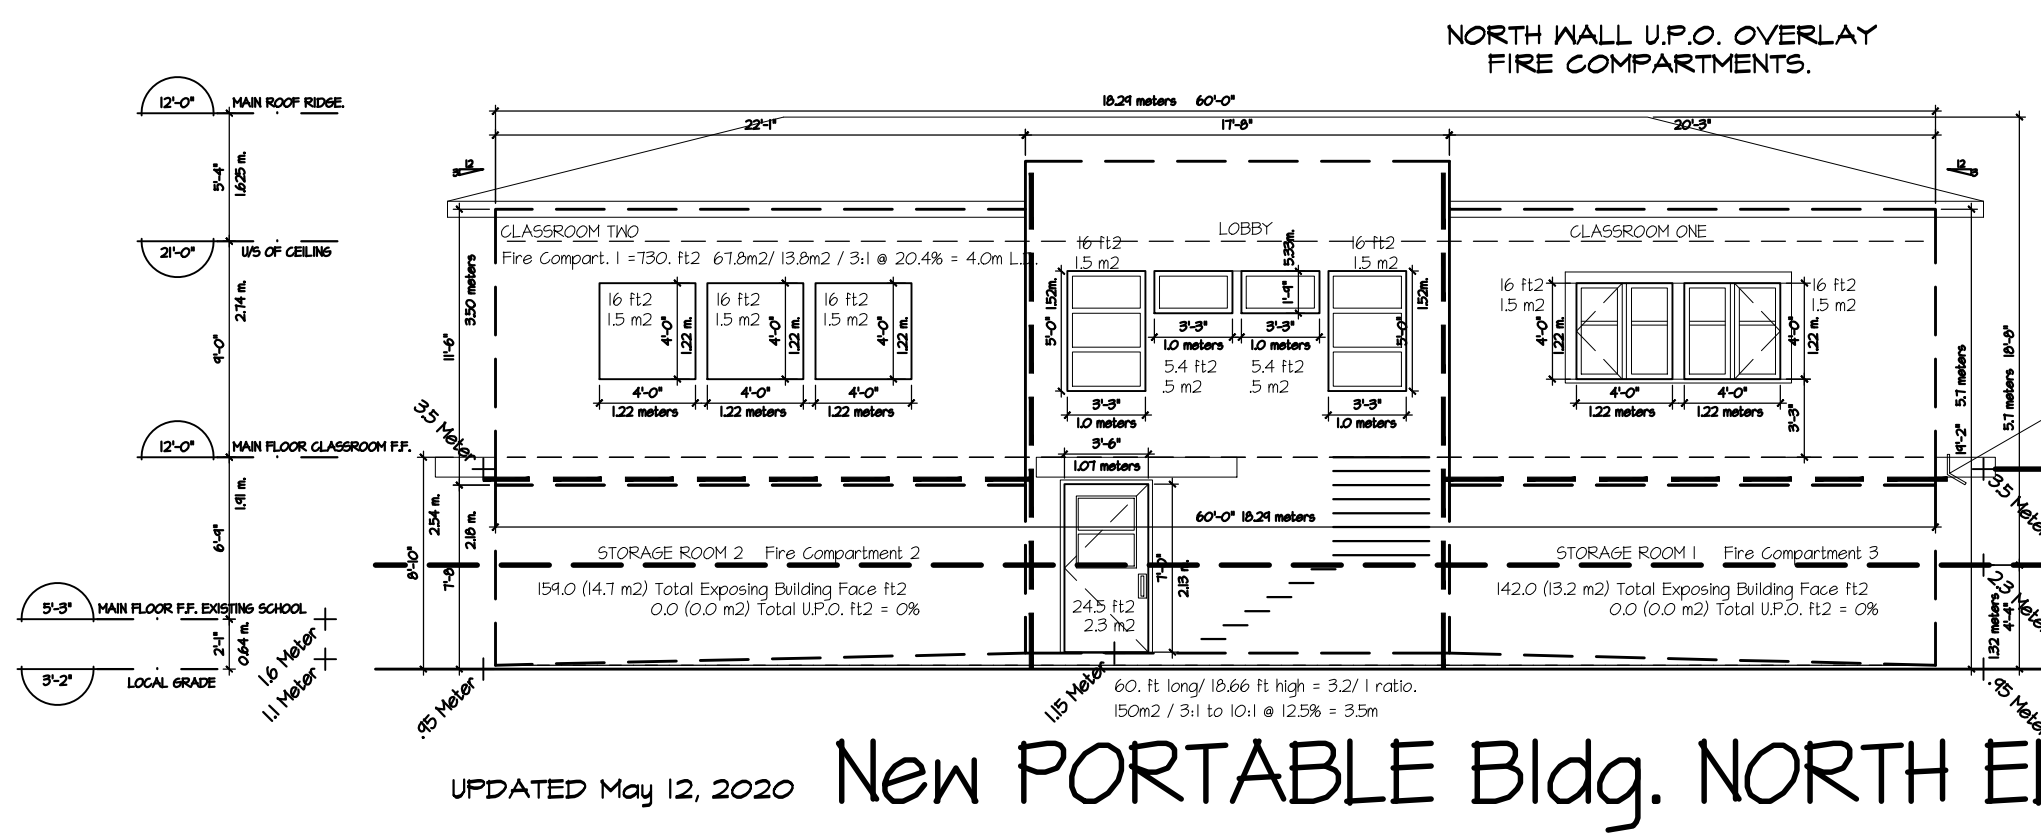 NORTH WALL U.P.O. OVERLAY
FIRE COMPARTMENTS.
12'-0" MAIN ROOF RIDGE.
18.29 meters 60'-0"
22'-1" 17'-8" 20'-3"
12
12
5'-4" 1.625 m.
21'-0" U/S OF CEILING
CLASSROOM TWO
LOBBY
CLASSROOM ONE
Fire Compart. 1 =730. ft2 67.8m2/ 13.8m2 / 3:1 @ 20.4% = 4.0m L.D.
16 ft2
1.5 m2
16 ft2
1.5 m2
5.33m.
1'-9"
16 ft2
1.5 m2
16 ft2
1.5 m2
16 ft2
1.5 m2
16 ft2
1.5 m2
16 ft2
1.5 m2
2.74 m.
9'-0"
3.50 meters
11'-6"
4'-0" 1.22 m.
4'-0" 1.22 m.
4'-0" 1.22 m.
5'-0" 1.52m.
5'-0" 1.52m.
4'-0" 1.22 m.
4'-0" 1.22 m.
3'-3" 3'-3"
1.0 meters 1.0 meters
5.4 ft2 5.4 ft2
.5 m2 .5 m2
4'-0" 4'-0" 4'-0"
1.22 meters 1.22 meters 1.22 meters
3'-3" 3'-3"
1.0 meters 1.0 meters
4'-0" 4'-0"
1.22 meters 1.22 meters
3'-3"
19'-2" 5.7 meters
5.7 meters 18'-8"
3.5 Meter
12'-0" MAIN FLOOR CLASSROOM F.F.
3'-6"
1.07 meters
3.5 Meter
1.91 m.
6'-9"
2.54 m.
8'-10"
2.18 m.
7'-8
60'-0" 18.29 meters
STORAGE ROOM 2 Fire Compartment 2
159.0 (14.7 m2) Total Exposing Building Face ft2
0.0 (0.0 m2) Total U.P.O. ft2 = 0%
7'-0"
2.13 m.
24.5 ft2
2.3 m2
STORAGE ROOM 1 Fire Compartment 3
142.0 (13.2 m2) Total Exposing Building Face ft2
0.0 (0.0 m2) Total U.P.O. ft2 = 0%
2.3 Meter
1.32 meters
4'-4"
5'-3" MAIN FLOOR F.F. EXISTING SCHOOL
2'-1" 0.64 m.
1.6 Meter
1.1 Meter
3'-2" LOCAL GRADE
.95 Meter
1.15 Meter
.95 Meter
60. ft long/ 18.66 ft high = 3.2/ 1 ratio.
150m2 / 3:1 to 10:1 @ 12.5% = 3.5m
UPDATED May 12, 2020
New PORTABLE Bldg. NORTH